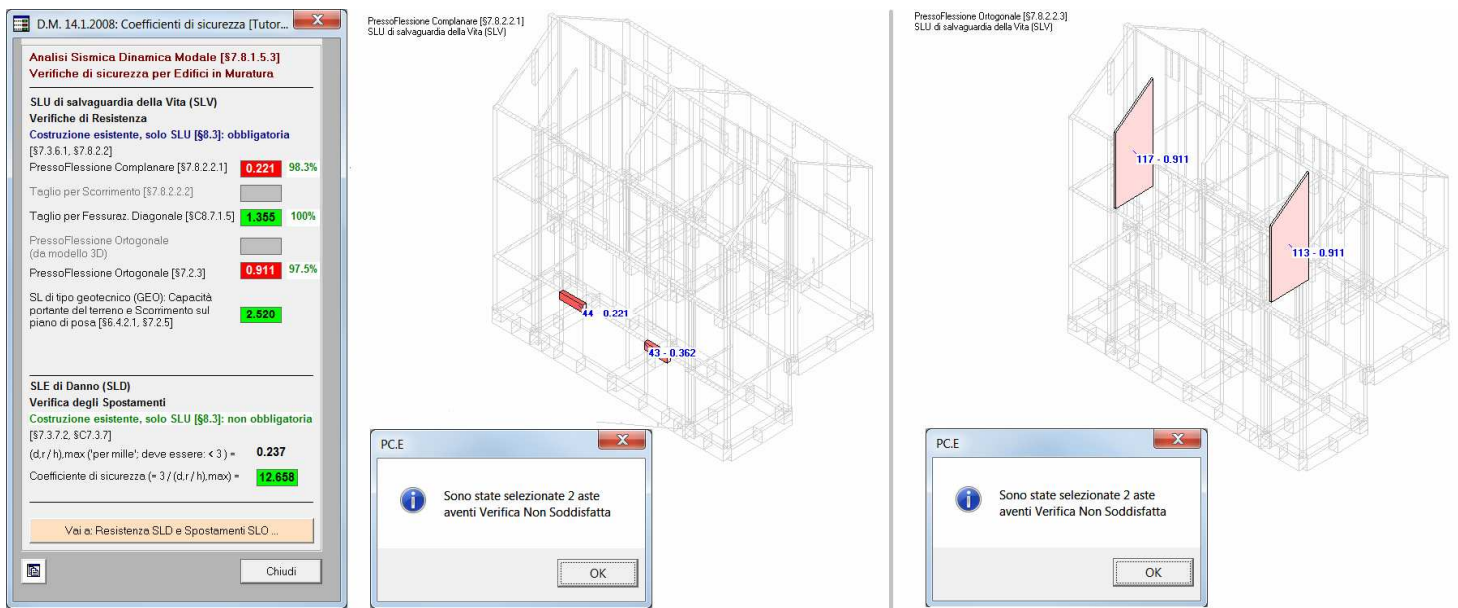 D.M. 14.1.2008: Coefficienti di sicurezza [Tutor...
Analisi Sismica Dinamica Modale [§7.8.1.5.3]
Verifiche di sicurezza per Edifici in Muratura
SLU di salvaguardia della Vita (SLV)
Verifiche di Resistenza
Costruzione esistente, solo SLU [§8.3]: obbligatoria
[§7.3.6.1, §7.8.2.2]
PressoFlessione Complanare [§7.8.2.2.1] 0.221 98.3%
Taglio per Scorrimento [§7.8.2.2.2]
Taglio per Fessuraz. Diagonale [§C8.7.1.5] 1.355 100%
PressoFlessione Ortogonale
(da modello 3D)
PressoFlessione Ortogonale [§7.2.3] 0.911 97.5%
SL di tipo geotecnico (GEO): Capacità
portante del terreno e Scorrimento sul
piano di posa [§6.4.2.1, §7.2.5] 2.520
SLE di Danno (SLD)
Verifica degli Spostamenti
Costruzione esistente, solo SLU [§8.3]: non obbligatoria
[§7.3.7.2, §C7.3.7]
(d,r / h),max ('per mille'; deve essere: < 3 ) = 0.237
Coefficiente di sicurezza (= 3 / (d,r / h),max) = 12.658
Vai a: Resistenza SLD e Spostamenti SLO ...
Chiudi
PressoFlessione Complanare [§7.8.2.2.1]
SLU di salvaguardia della Vita (SLV)
44 - 0.221
43 - 0.362
PC.E
Sono state selezionate 2 aste
aventi Verifica Non Soddisfatta
OK
PressoFlessione Ortogonale [§7.8.2.2.3]
SLU di salvaguardia della Vita (SLV)
117 - 0.911
113 - 0.911
PC.E
Sono state selezionate 2 aste
aventi Verifica Non Soddisfatta
OK